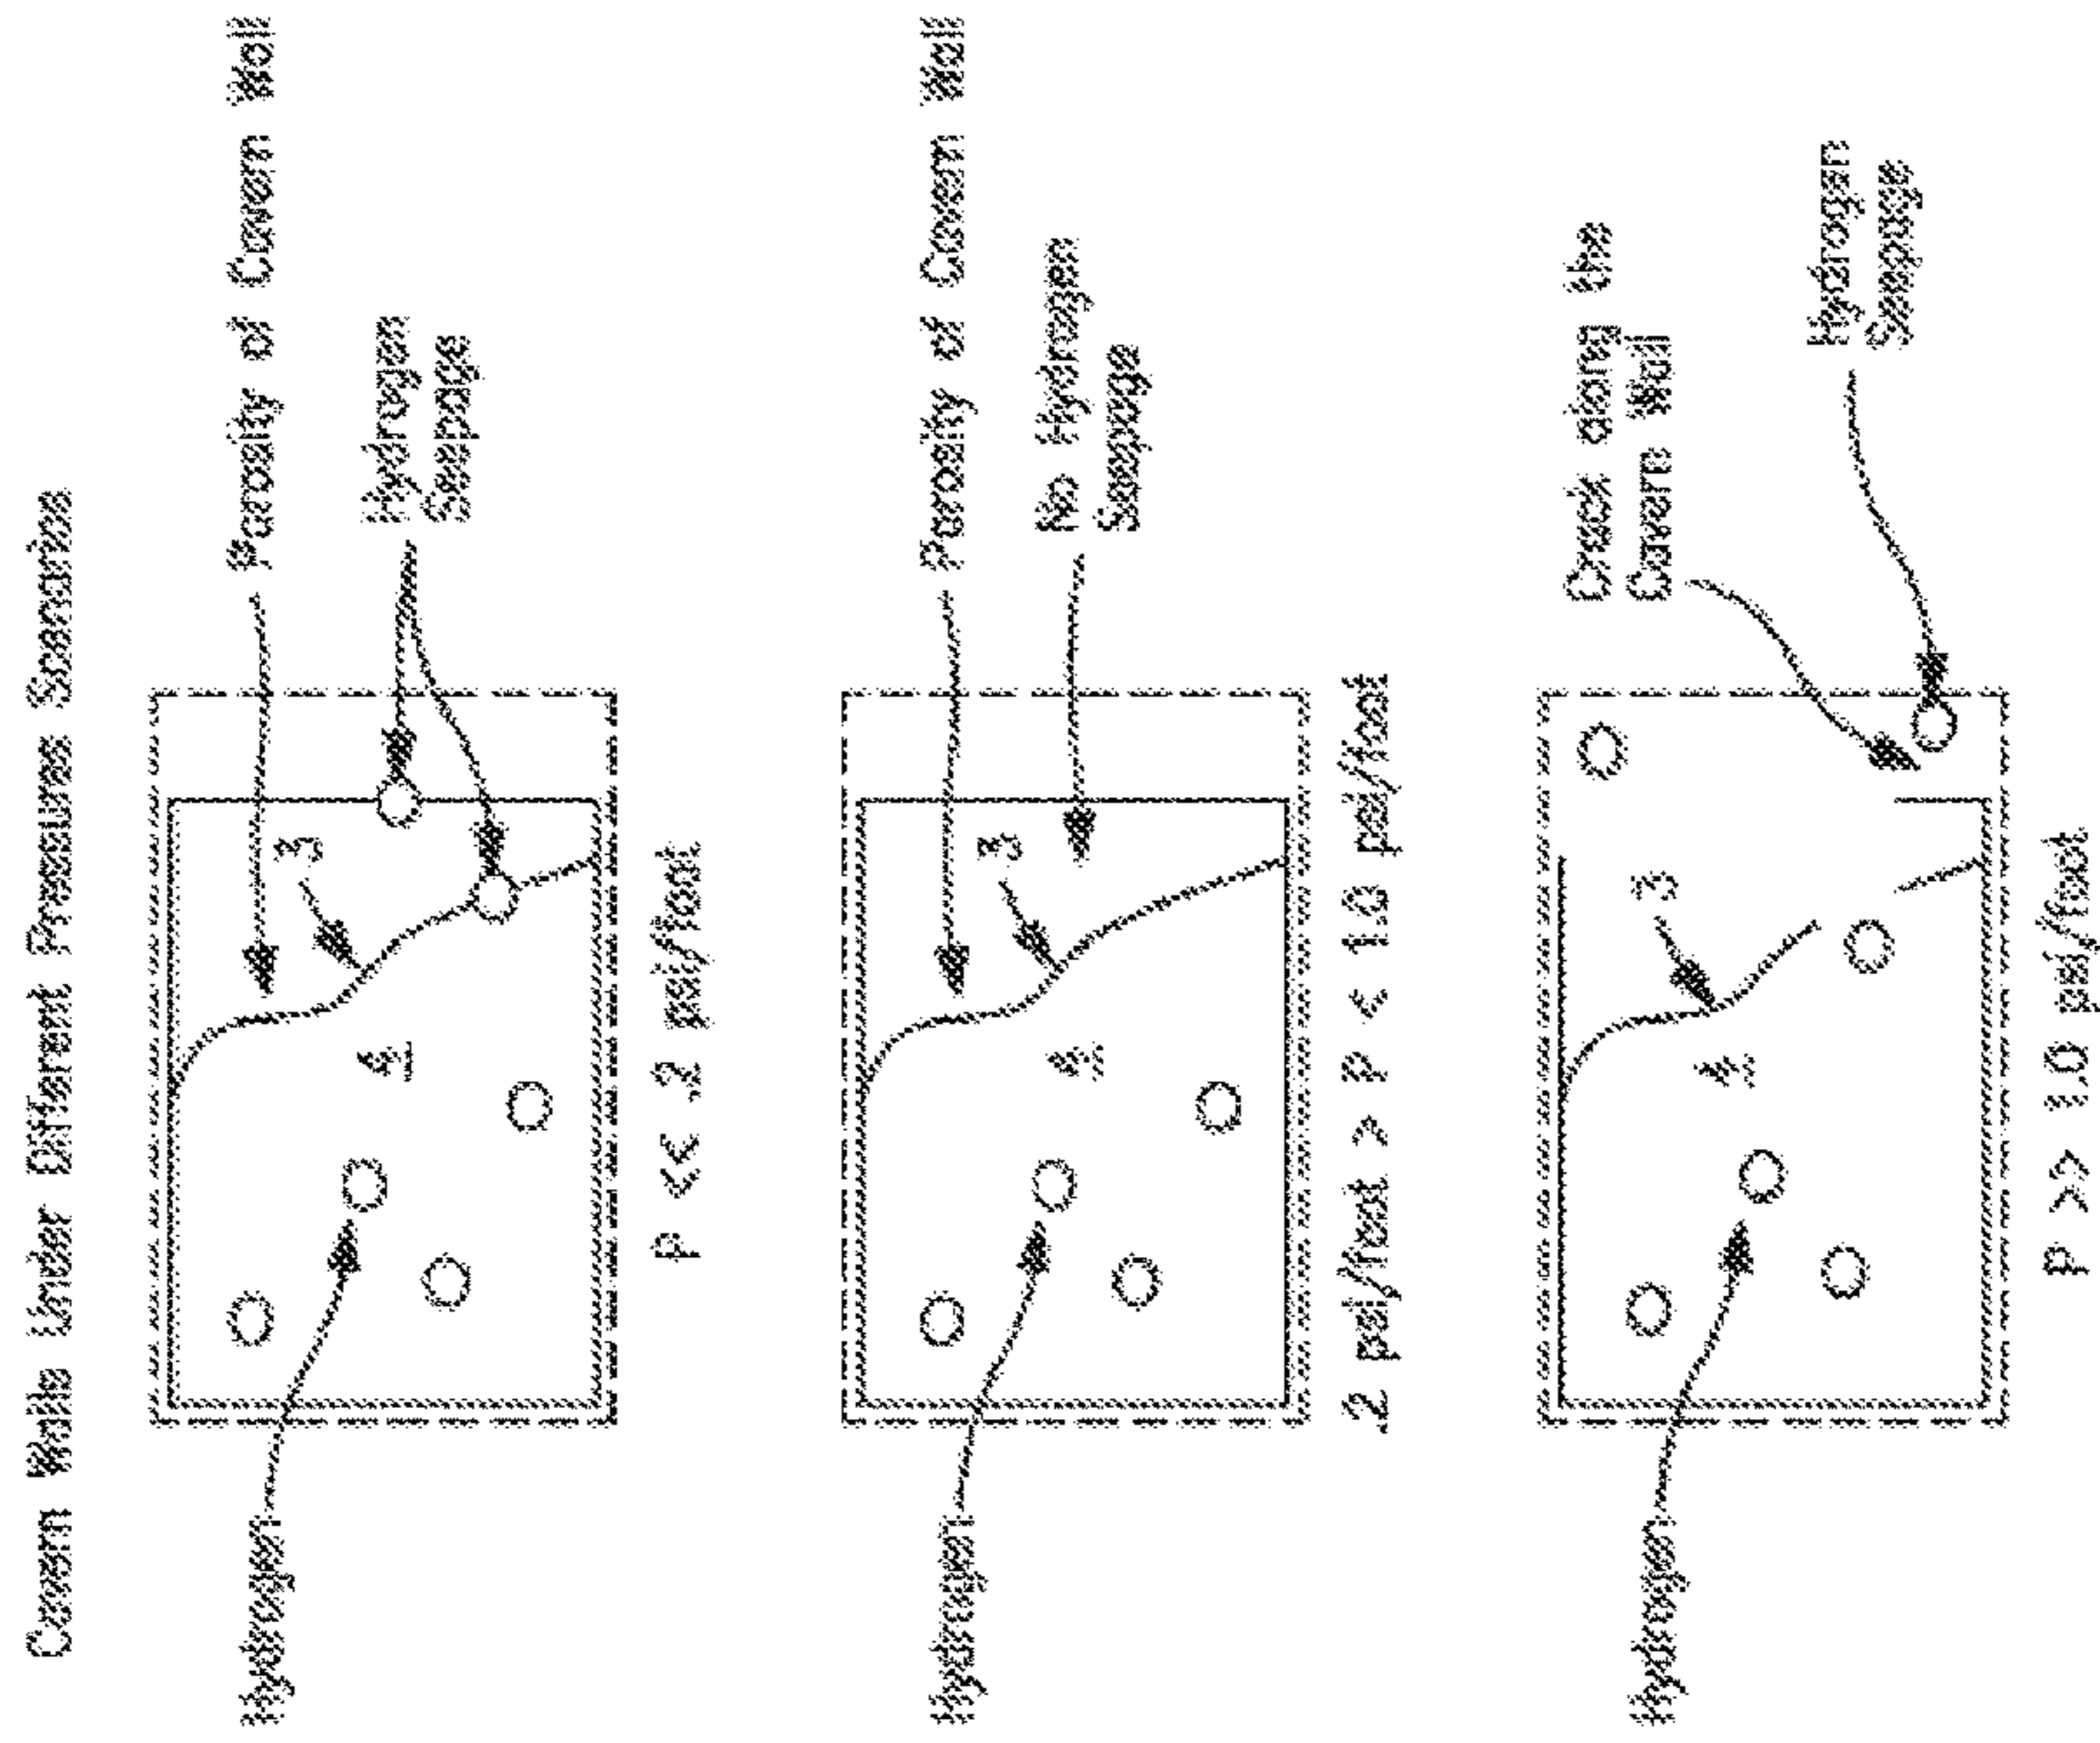 Cavern Walls Under Different Pressure Scenarios
Hydrogen
4
3
Porosity of Cavern Wall
Hydrogen
Seepage
P << .2 psi/foot
Hydrogen
4
3
Porosity of Cavern Wall
No Hydrogen
Seepage
.2 psi/foot > P < 1.0 psi/foot
Hydrogen
4
3
Crack along the
Cavern Wall
Hydrogen
Seepage
P >> 1.0 psi/foot